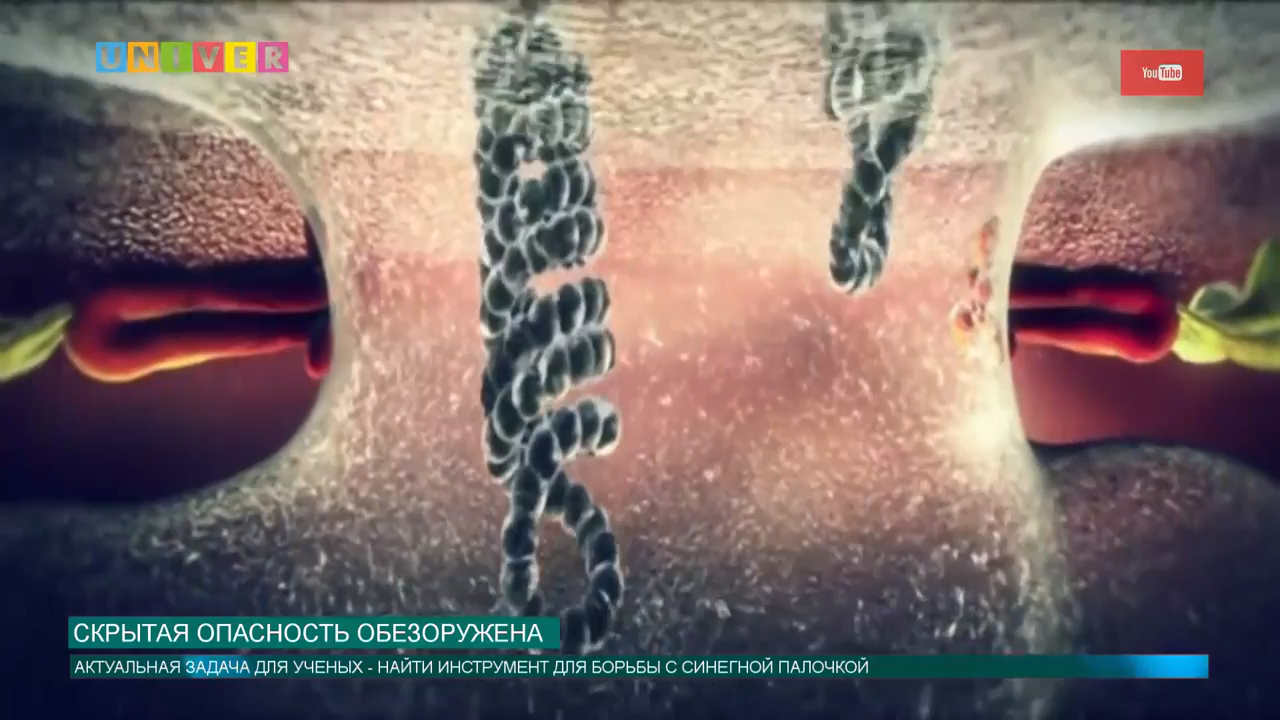 UNIVER
YouTube
СКРЫТАЯ ОПАСНОСТЬ ОБЕЗОРУЖЕНА
АКТУАЛЬНАЯ ЗАДАЧА ДЛЯ УЧЕНЫХ - НАЙТИ ИНСТРУМЕНТ ДЛЯ БОРЬБЫ С СИНЕГНОЙ ПАЛОЧКОЙ